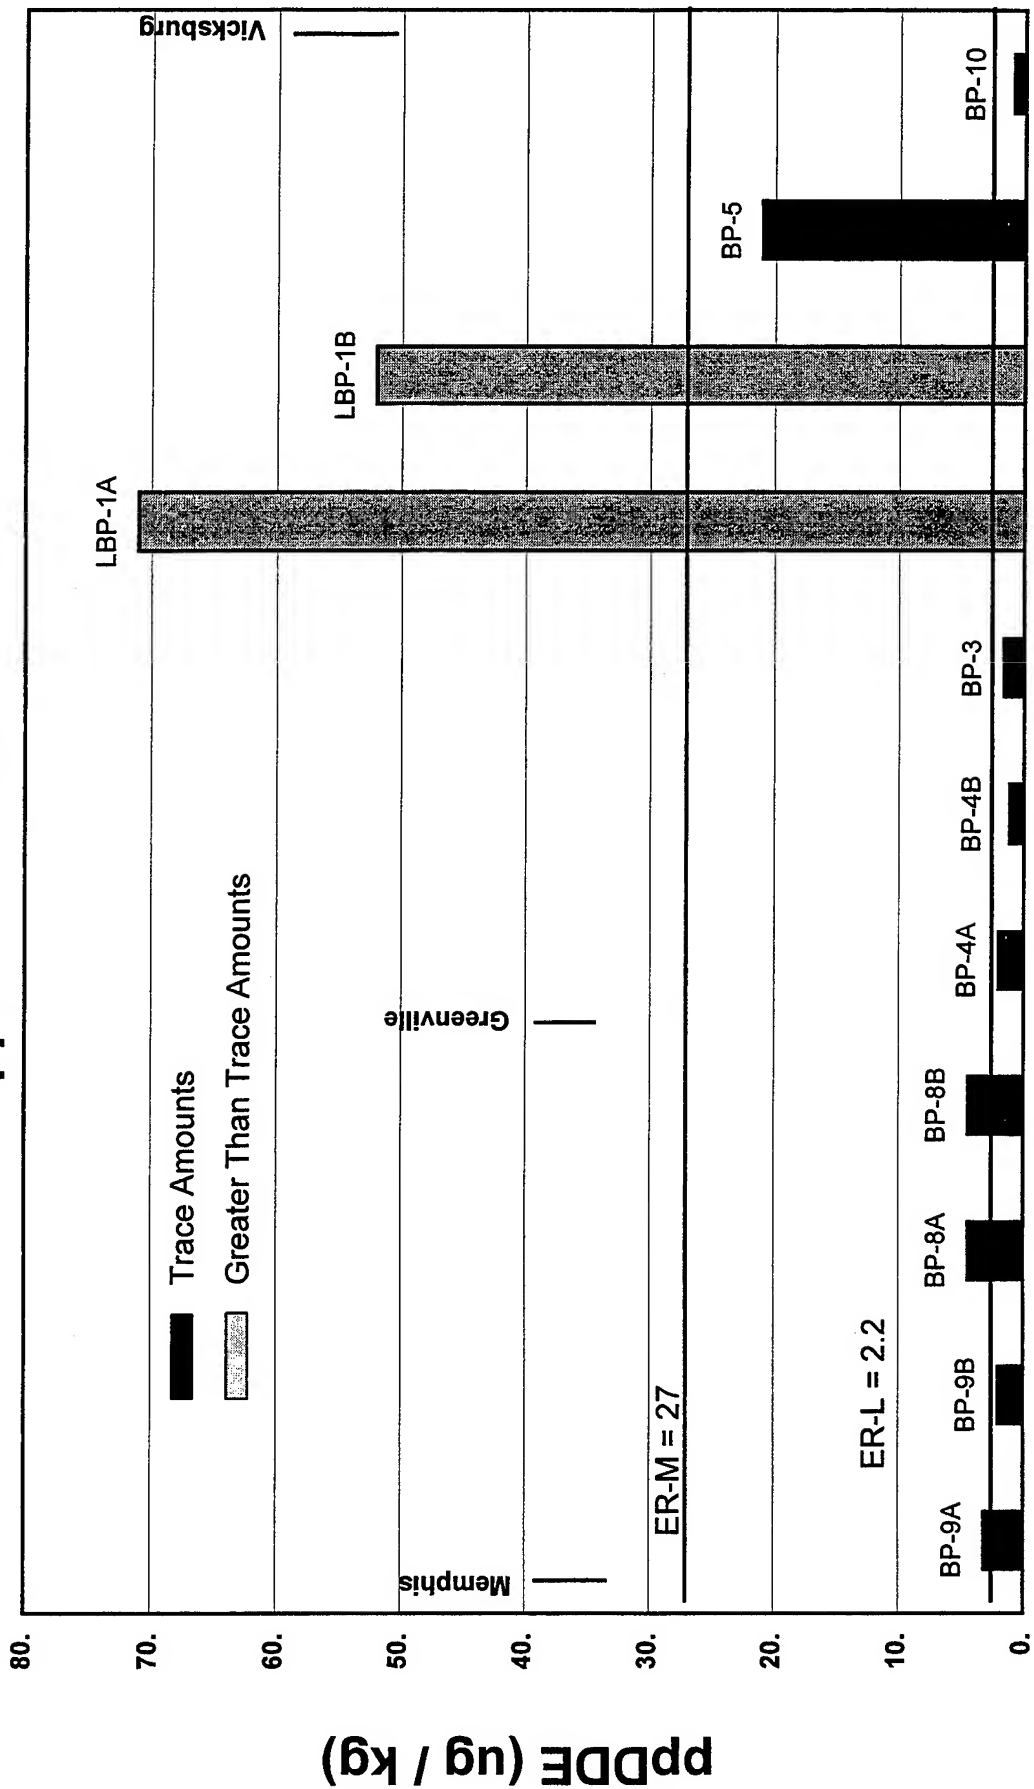 80.
70.
60.
50.
40.
30.
20.
10.
0.
ppDDE (ug / kg)
Trace Amounts
Greater Than Trace Amounts
Memphis
Greenville
Vicksburg
ER-M = 27
ER-L = 2.2
BP-9A
BP-9B
BP-8A
BP-8B
BP-4A
BP-4B
BP-3
LBP-1A
LBP-1B
BP-5
BP-10